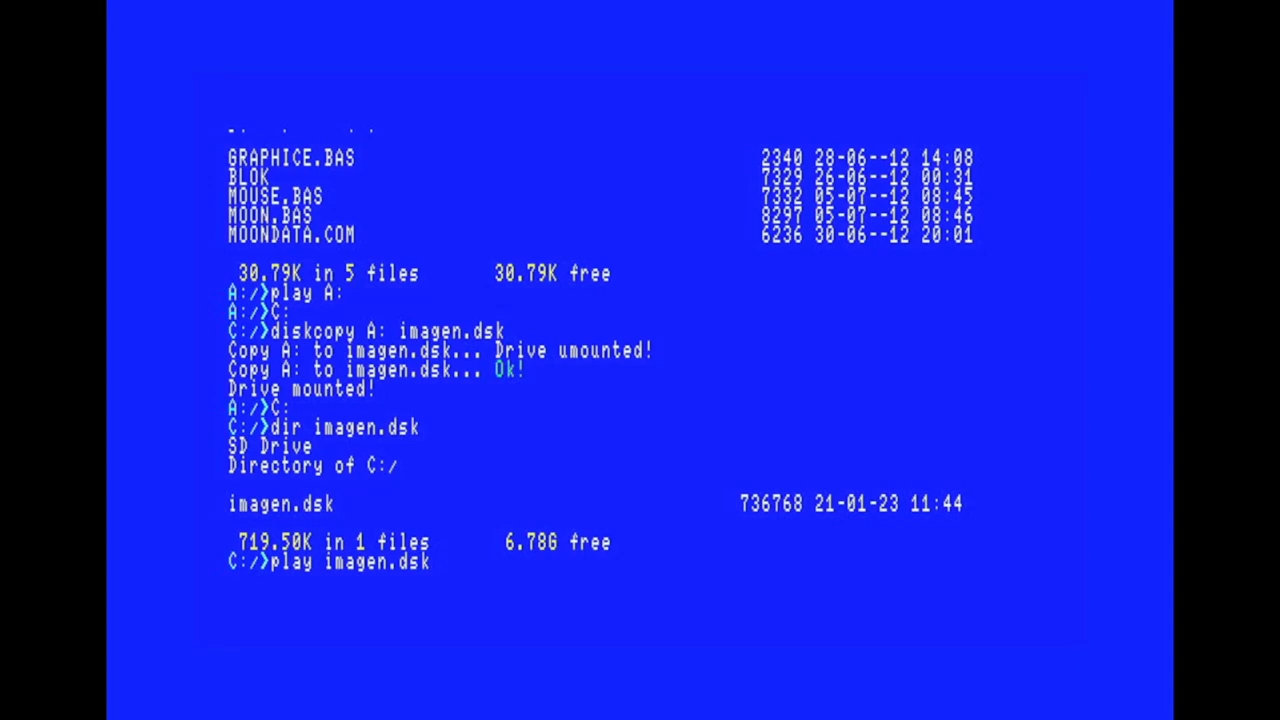 GRAPHICE.BAS 2340 28-06--12 14:08
BLOK 7329 26-06--12 00:31
MOUSE.BAS 7332 05-07--12 08:45
MOON.BAS 8297 05-07--12 08:46
MOONDATA.COM 6236 30-06--12 20:01
30.79K in 5 files 30.79K free
A:/>play A:
A:/>C:
C:/>diskcopy A: imagen.dsk
Copy A: to imagen.dsk... Drive umounted!
Copy A: to imagen.dsk... Ok!
Drive mounted!
A:/>C:
C:/>dir imagen.dsk
SD Drive
Directory of C:/
imagen.dsk 736768 21-01-23 11:44
719.50K in 1 files 6.78G free
C:/>play imagen.dsk